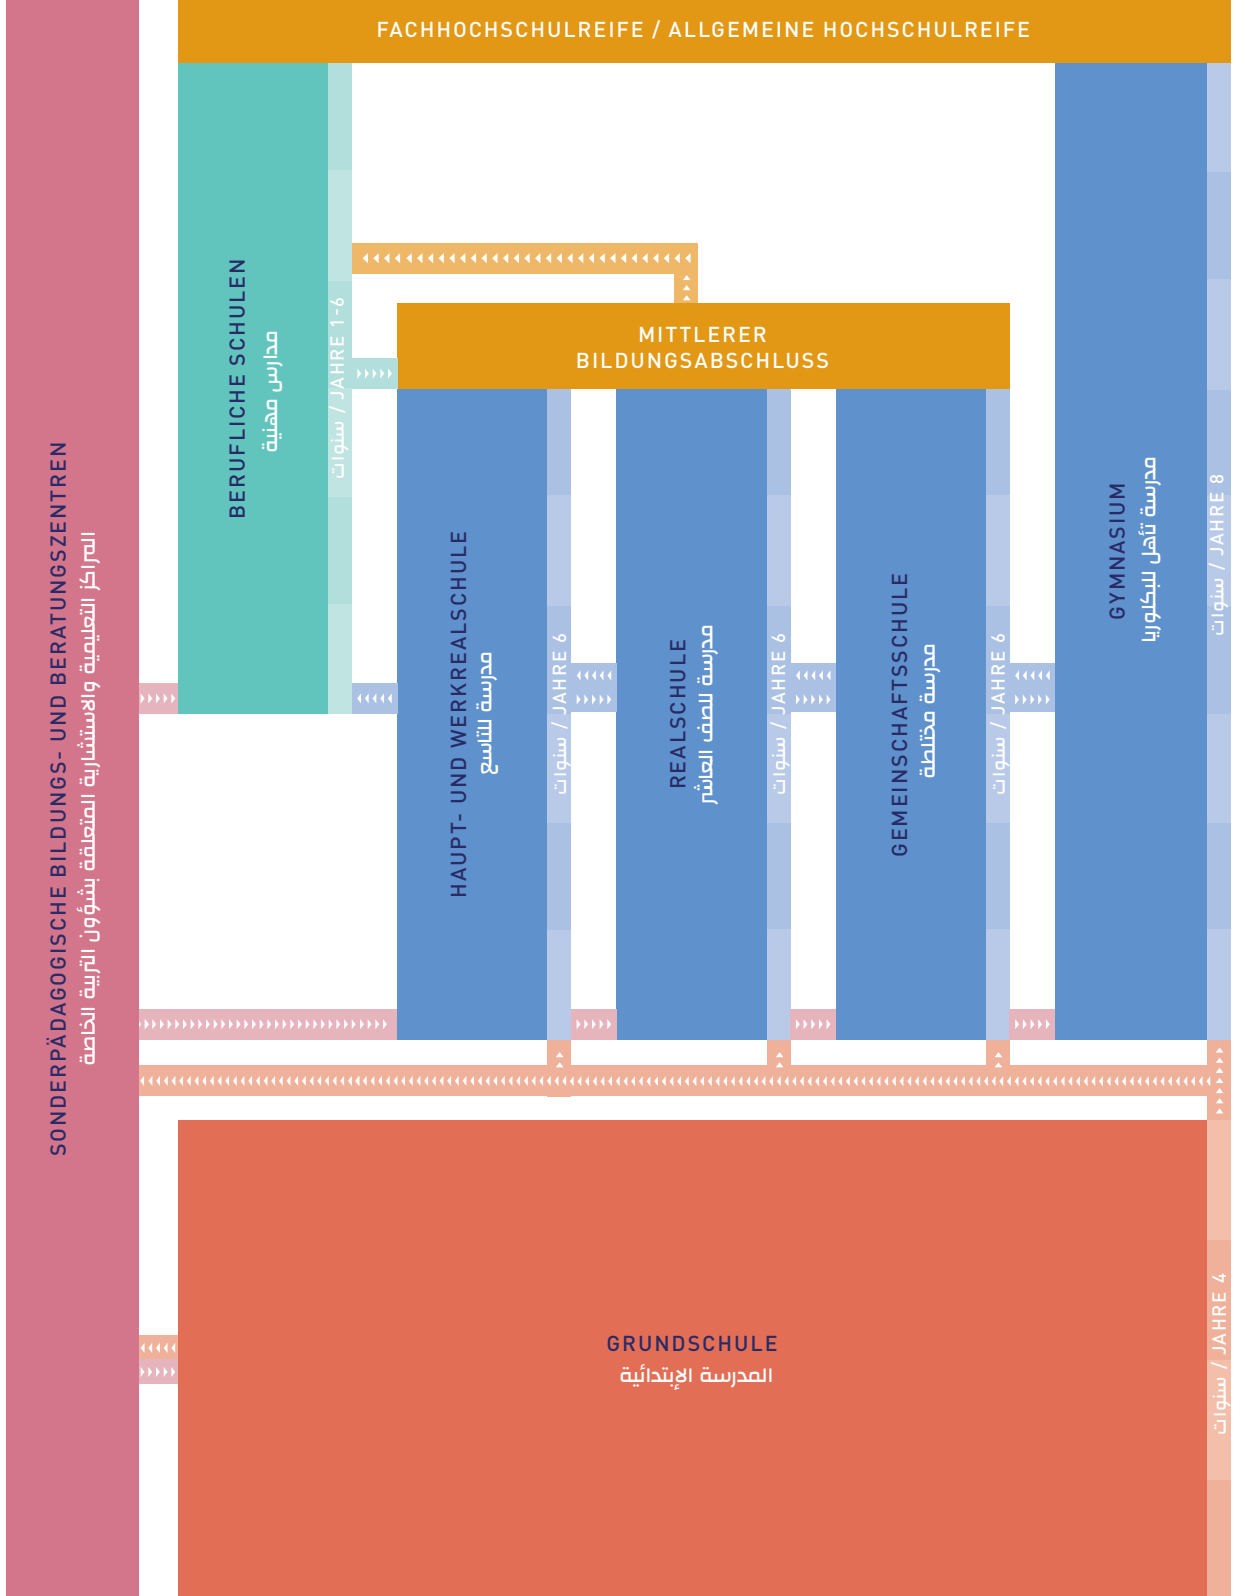 FACHHOCHSCHULREIFE / ALLGEMEINE HOCHSCHULREIFE
SONDERPÄDAGOGISCHE BILDUNGS- UND BERATUNGSZENTREN
المراكز التعليمية والاستشارية المتعلقة بشؤون التربية الخاصة
BERUFLICHE SCHULEN
مدارس مهنية
سنوات / JAHRE 1-6
MITTLERER
BILDUNGSABSCHLUSS
HAUPT- UND WERKREALSCHULE
مدرسة للتاسع
سنوات / JAHRE 6
REALSCHULE
مدرسة للصف العاشر
سنوات / JAHRE 6
GEMEINSCHAFTSSCHULE
مدرسة مختلطة
سنوات / JAHRE 6
GYMNASIUM
مدرسة تأهل للبكلوريا
سنوات / JAHRE 8
GRUNDSCHULE
المدرسة الإبتدائية
سنوات / JAHRE 4